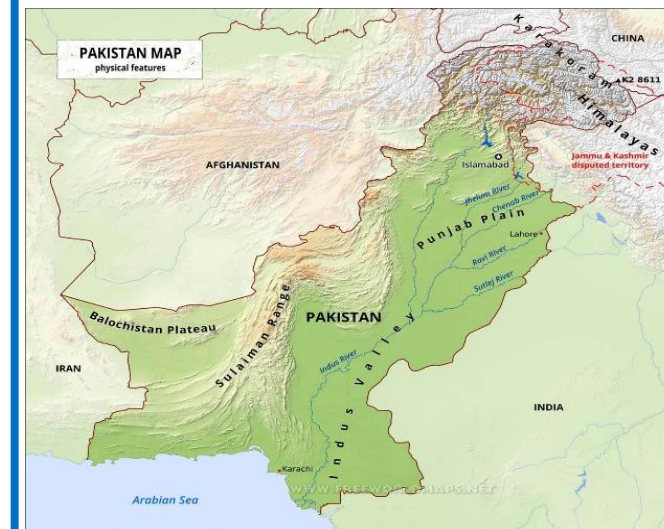 PAKISTAN MAP
physical features
Karakoram
CHINA
K2 8611
Himalayas
AFGHANISTAN
Islamabad
Jammu & Kashmir
disputed territory
Jhelum River
Chenab River
Punjab Plain
Lahore
Ravi River
Sutlej River
PAKISTAN
Balochistan Plateau
Sulaiman Range
IRAN
Indus River
Indus Valley
INDIA
Karachi
WWW.FREEWORLDMAPS.NET
Arabian Sea